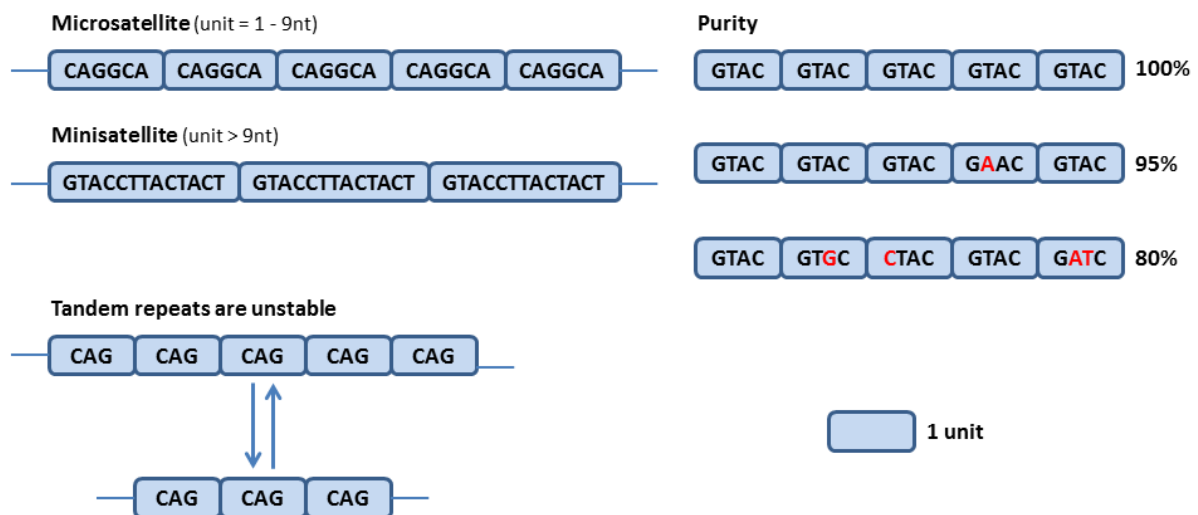 Microsatellite (unit = 1 - 9nt)
CAGGCA CAGGCA CAGGCA CAGGCA CAGGCA
Minisatellite (unit > 9nt)
GTACCTTACTACT GTACCTTACTACT GTACCTTACTACT
Tandem repeats are unstable
CAG CAG CAG CAG CAG
CAG CAG CAG
Purity
GTAC GTAC GTAC GTAC GTAC 100%
GTAC GTAC GTAC GAAC GTAC 95%
GTAC GTGC CTAC GTAC GATC 80%
1 unit